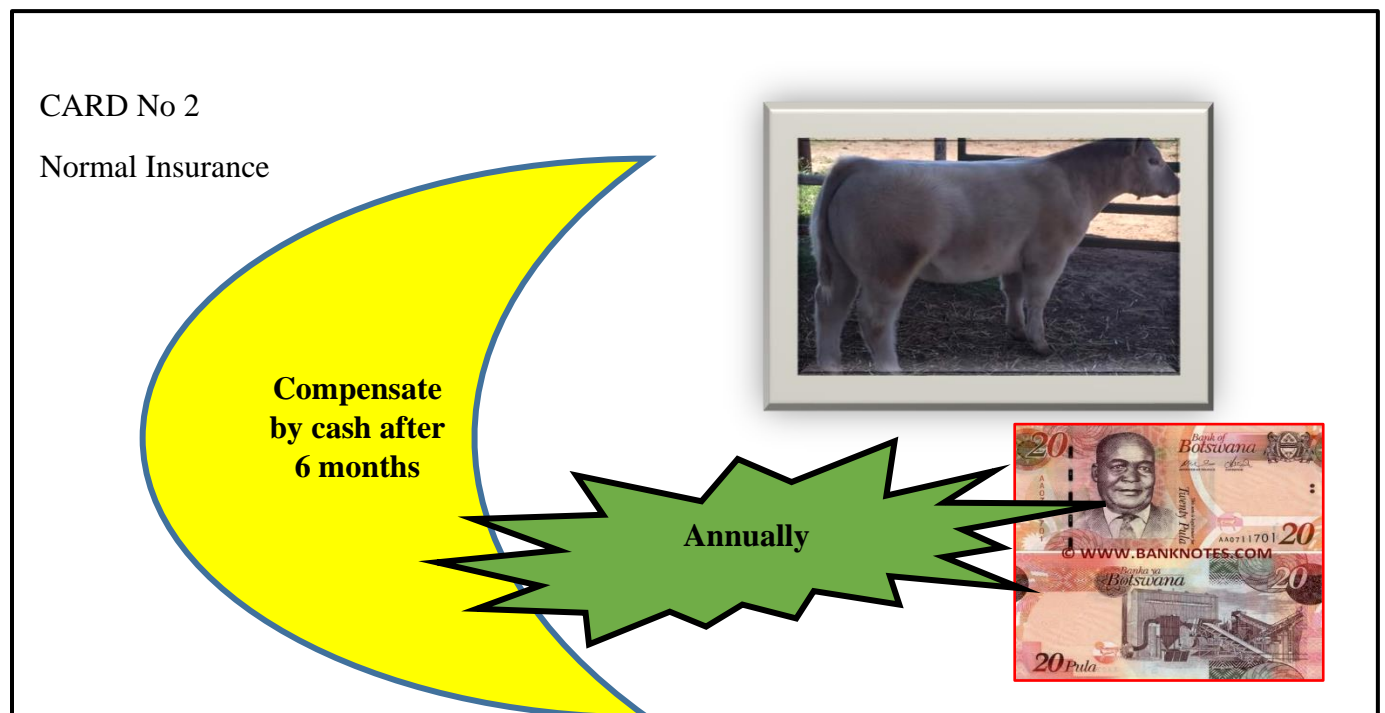 CARD No 2
Normal Insurance
Compensate
by cash after
6 months
Annually
20
Bank of
Botswana
Twenty Pula
AA0711701 20
© WWW.BANKNOTES.COM
Banka ya
Botswana
20
20 Pula